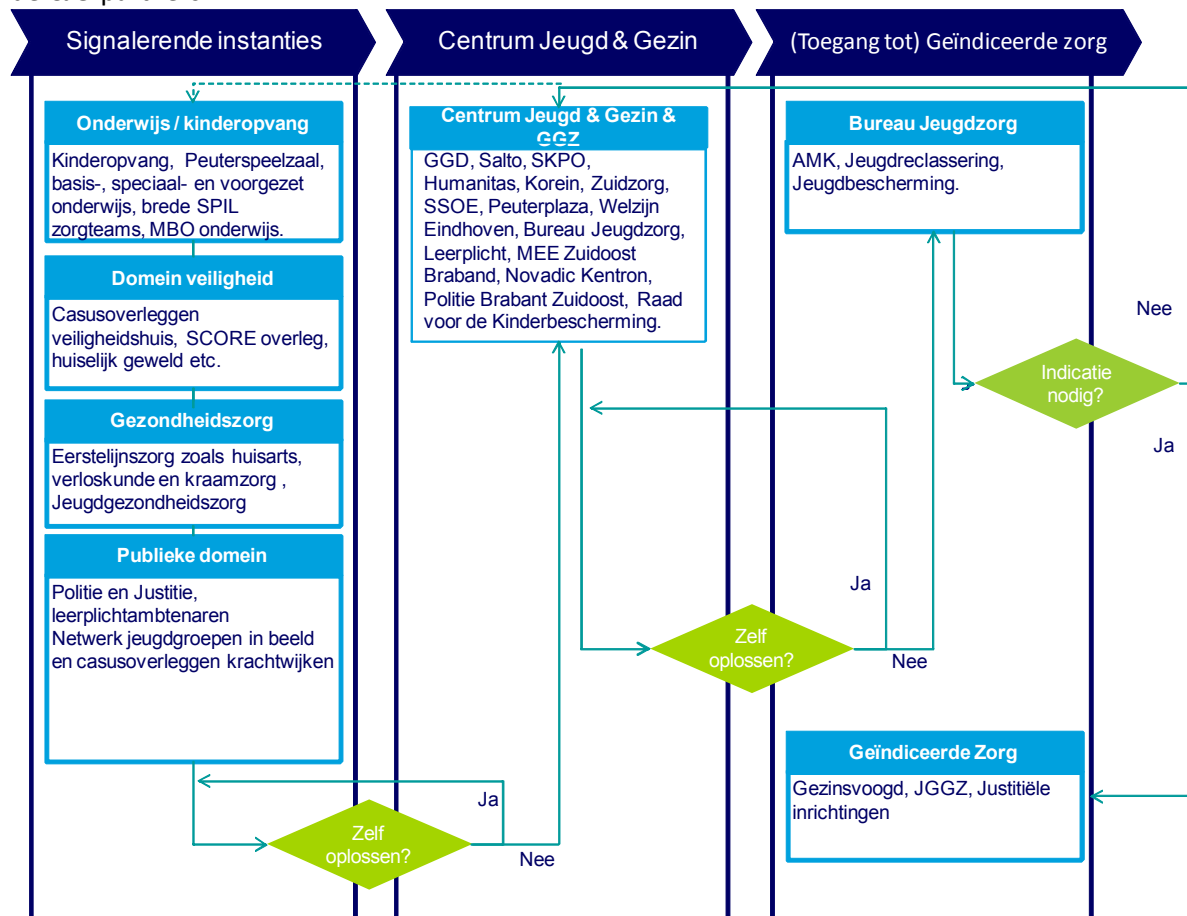 Signalerende instanties
Centrum Jeugd & Gezin
(Toegang tot) Geïndiceerde zorg
Onderwijs / kinderopvang
Kinderopvang, Peuterspeelzaal,
basis-, speciaal- en voorgezet
onderwijs, brede SPIL
zorgteams, MBO onderwijs.
Domein veiligheid
Casusoverleggen
veiligheidshuis, SCORE overleg,
huiselijk geweld etc.
Gezondheidszorg
Eerstelijnszorg zoals huisarts,
verloskunde en kraamzorg ,
Jeugdgezondheidszorg
Publieke domein
Politie en Justitie,
leerplichtambtenaren
Netwerk jeugdgroepen in beeld
en casusoverleggen krachtwijken
Zelf
oplossen?
Ja
Nee
Centrum Jeugd & Gezin &
GGZ
GGD, Salto, SKPO,
Humanitas, Korein, Zuidzorg,
SSOE, Peuterplaza, Welzijn
Eindhoven, Bureau Jeugdzorg,
Leerplicht, MEE Zuidoost
Braband, Novadic Kentron,
Politie Brabant Zuidoost, Raad
voor de Kinderbescherming.
Zelf
oplossen?
Ja
Nee
Bureau Jeugdzorg
AMK, Jeugdreclassering,
Jeugdbescherming.
Indicatie
nodig?
Nee
Ja
Geïndiceerde Zorg
Gezinsvoogd, JGGZ, Justitiële
inrichtingen